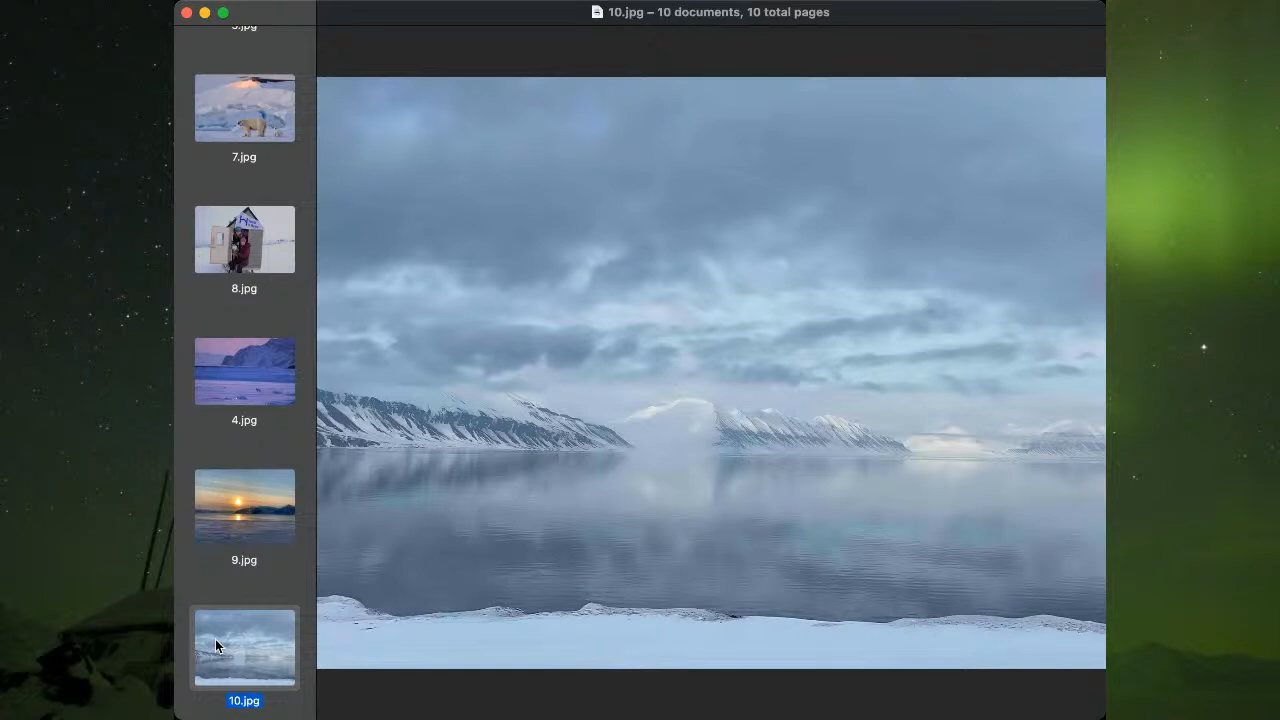 10.jpg – 10 documents, 10 total pages
7.jpg
8.jpg
4.jpg
9.jpg
10.jpg